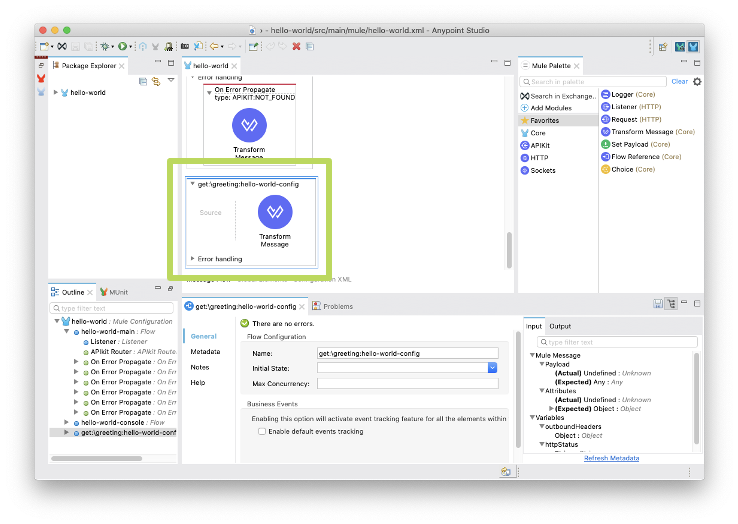 › - hello-world/src/main/mule/hello-world.xml - Anypoint Studio
Package Explorer
hello-world
hello-world
Error handling
On Error Propagate
type: APIKIT:NOT_FOUND
Transform
Message
get:\greeting:hello-world-config
Source
Transform
Message
Error handling
Configuration XML
Mule Palette
Search in palette
Clear
Search in Exchange..
Add Modules
Favorites
Core
APIKit
HTTP
Sockets
Logger (Core)
Listener (HTTP)
Request (HTTP)
Transform Message (Core)
Set Payload (Core)
Flow Reference (Core)
Choice (Core)
Outline
MUnit
type filter text
hello-world : Mule Configuration
hello-world-main : Flow
Listener : Listener
APIkit Router : APIkit Route
On Error Propagate : On Err
On Error Propagate : On Err
On Error Propagate : On Err
On Error Propagate : On Err
On Error Propagate : On Err
hello-world-console : Flow
get:\greeting:hello-world-conf
get:\greeting:hello-world-config
Problems
General
Metadata
Notes
Help
There are no errors.
Flow Configuration
Name:
get:\greeting:hello-world-config
Initial State:
Max Concurrency:
Business Events
Enabling this option will activate event tracking feature for all the elements within
Enable default events tracking
Input
Output
type filter text
Mule Message
Payload
(Actual) Undefined : Unknown
(Expected) Any : Any
Attributes
(Actual) Undefined : Unknown
(Expected) Object : Object
Variables
outboundHeaders
Object : Object
httpStatus
Refresh Metadata